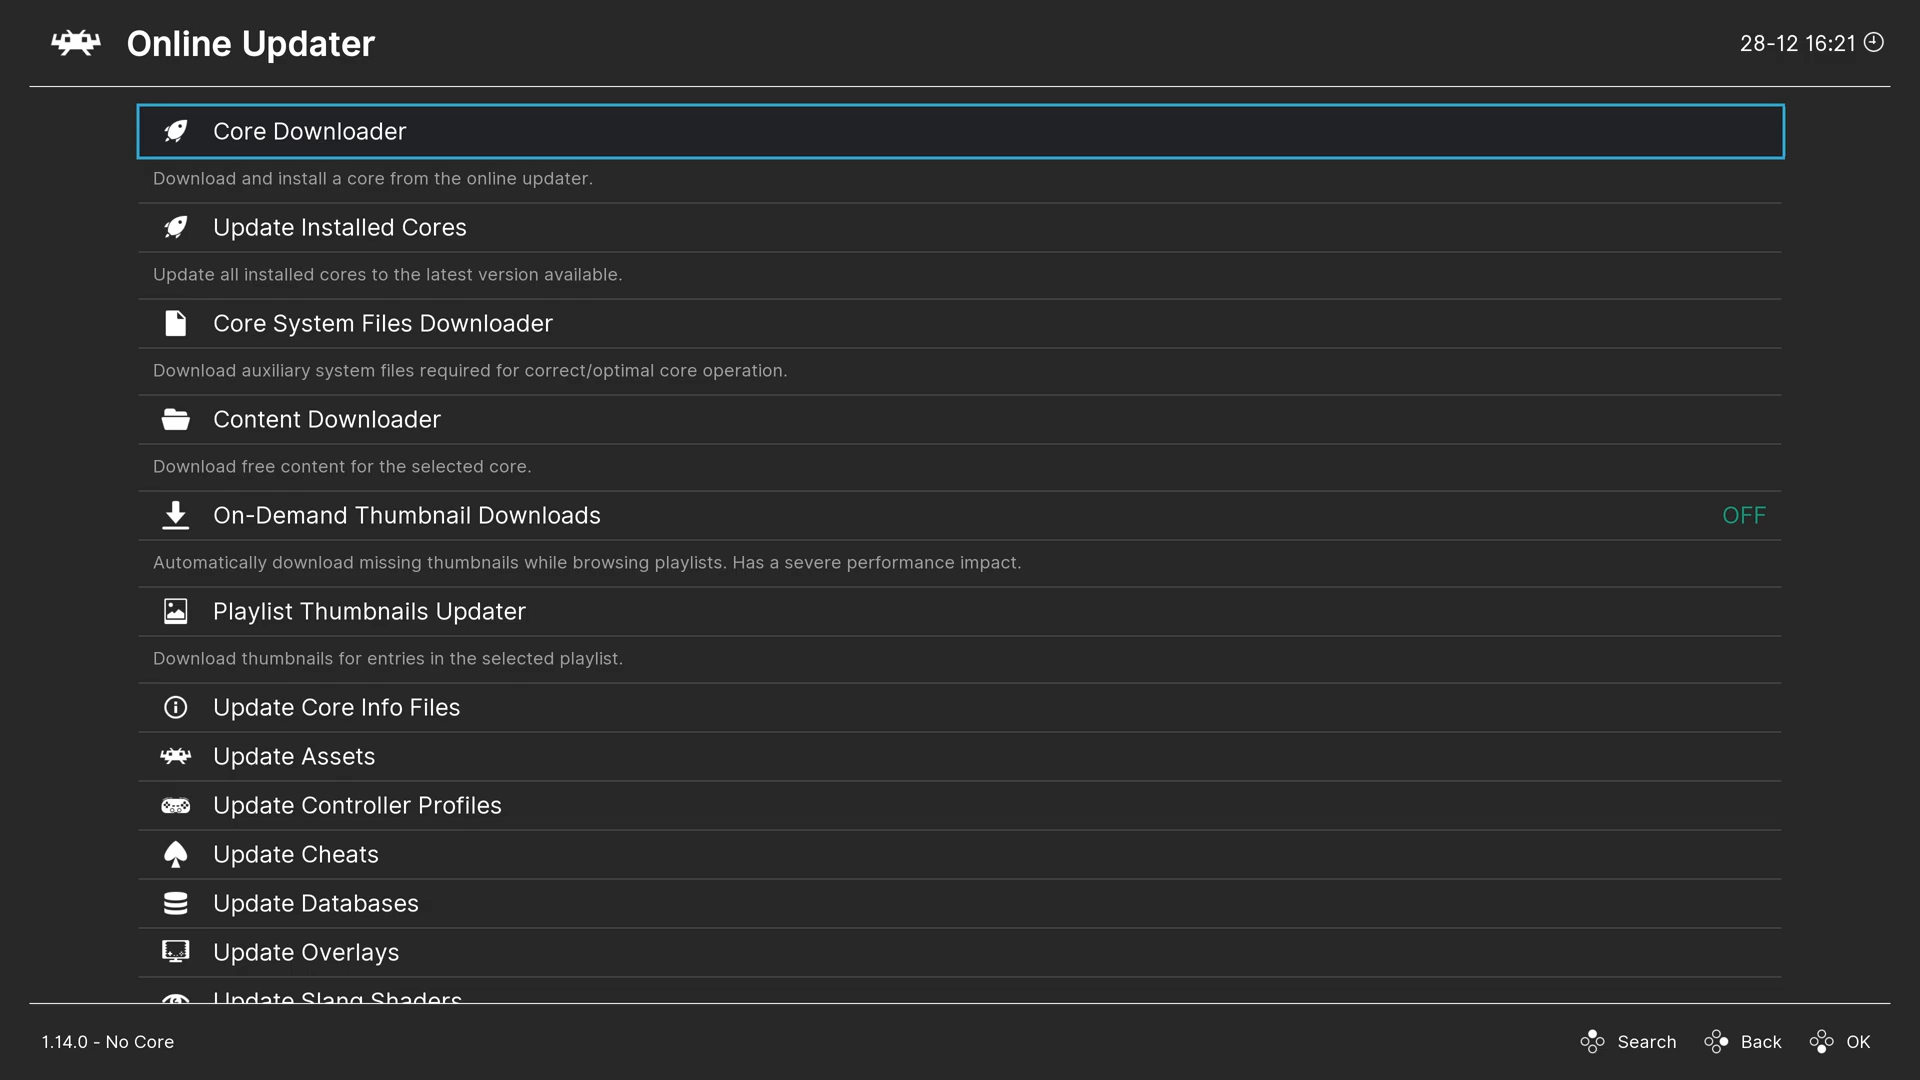 Online Updater
28-12 16:21
Core Downloader
Download and install a core from the online updater.
Update Installed Cores
Update all installed cores to the latest version available.
Core System Files Downloader
Download auxiliary system files required for correct/optimal core operation.
Content Downloader
Download free content for the selected core.
On-Demand Thumbnail Downloads OFF
Automatically download missing thumbnails while browsing playlists. Has a severe performance impact.
Playlist Thumbnails Updater
Download thumbnails for entries in the selected playlist.
Update Core Info Files
Update Assets
Update Controller Profiles
Update Cheats
Update Databases
Update Overlays
Update Slang Shaders
1.14.0 - No Core
Search Back OK